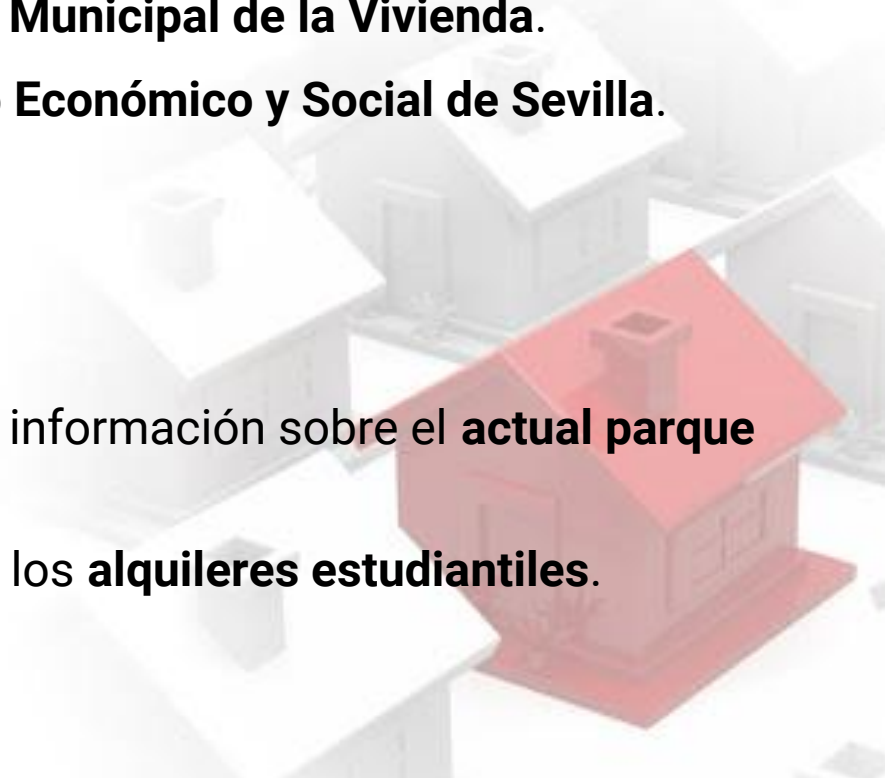 Municipal de la Vivienda.
Económico y Social de Sevilla.
información sobre el actual parque
los alquileres estudiantiles.